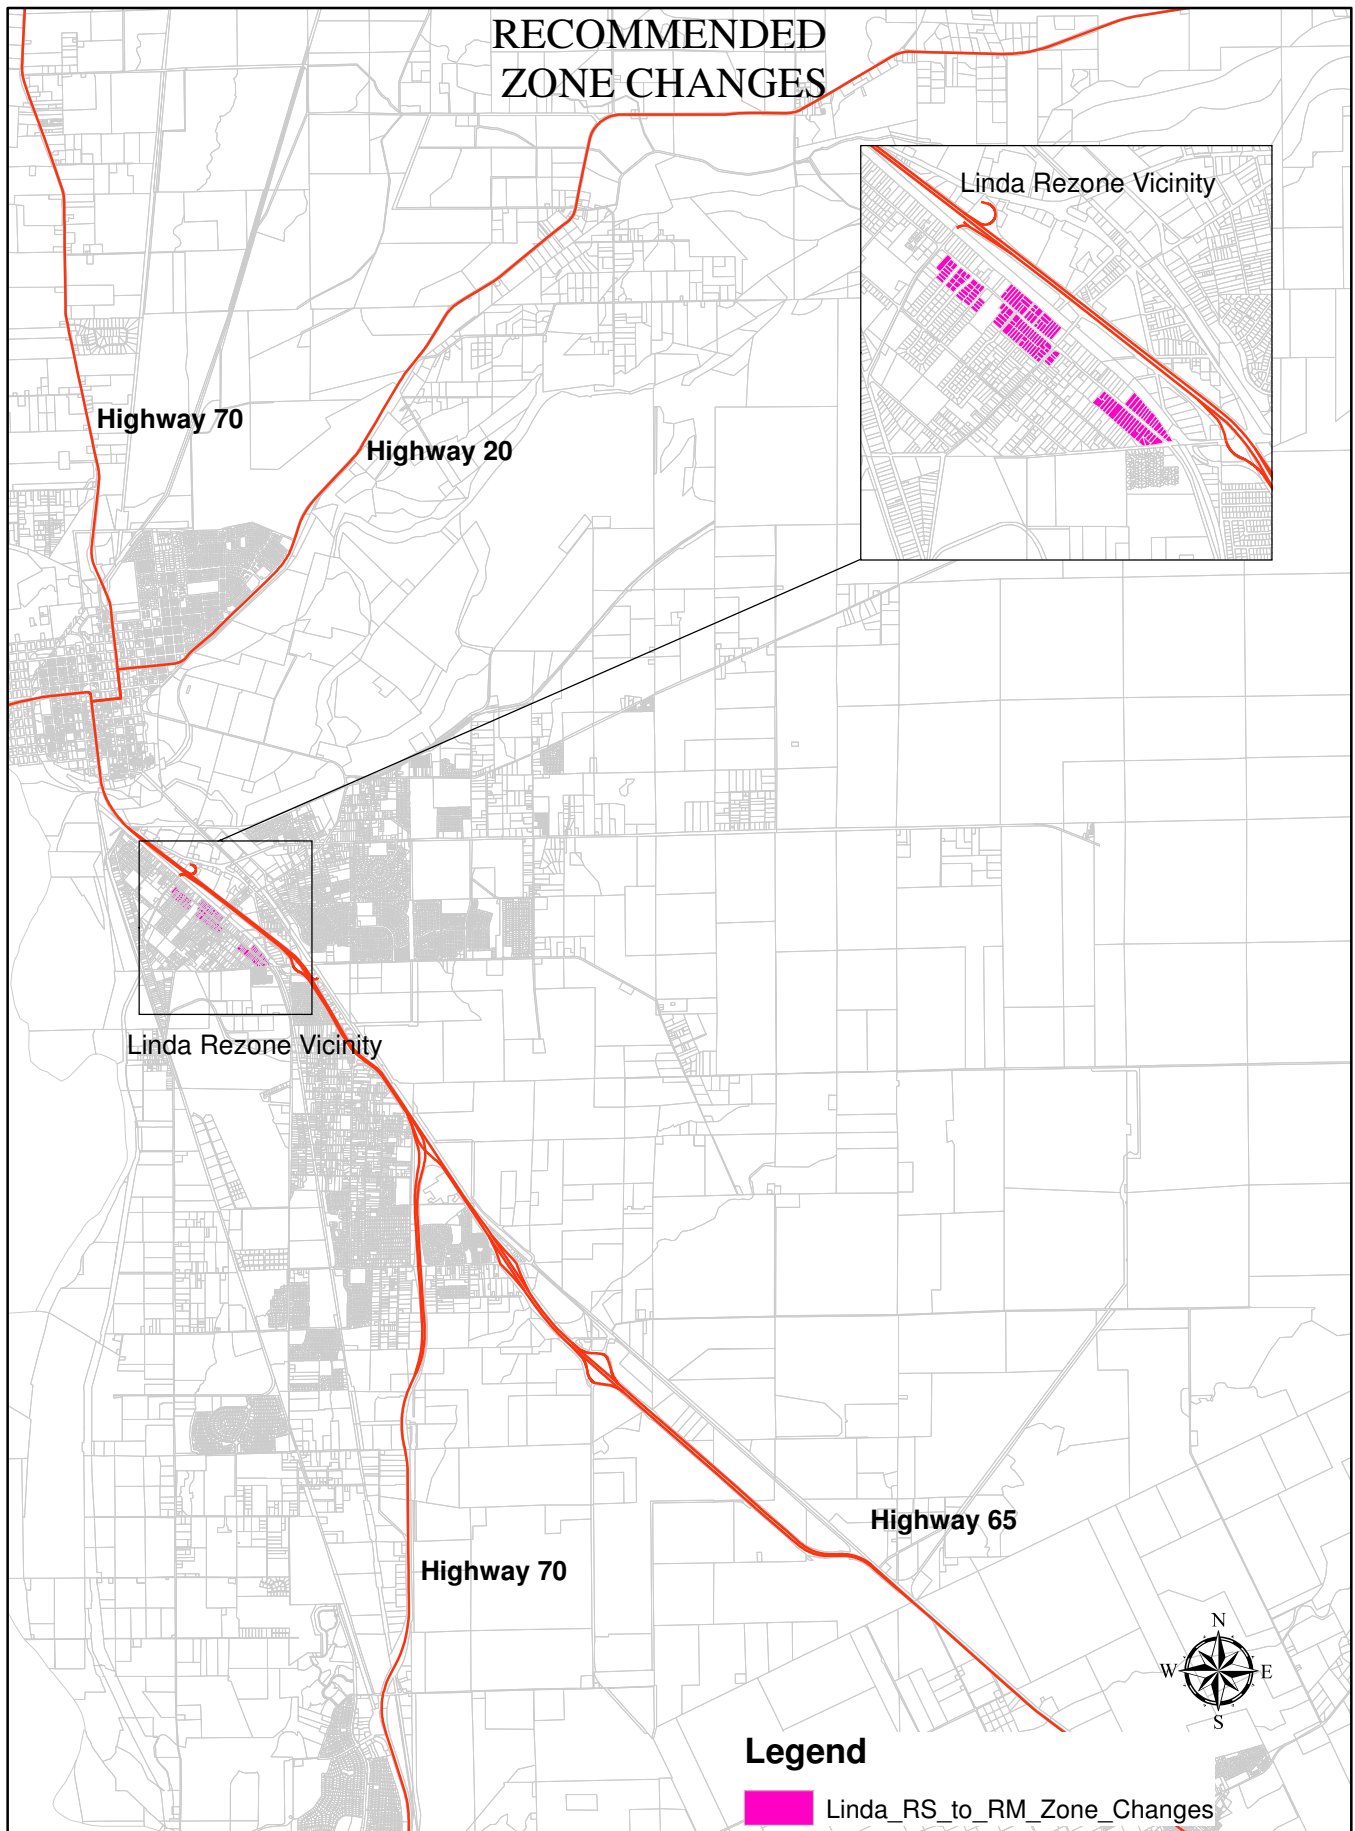 RECOMMENDED
ZONE CHANGES
Linda Rezone Vicinity
Highway 70
Highway 20
Linda Rezone Vicinity
Highway 65
Highway 70
N
W E
S
Legend
Linda_RS_to_RM_Zone_Changes